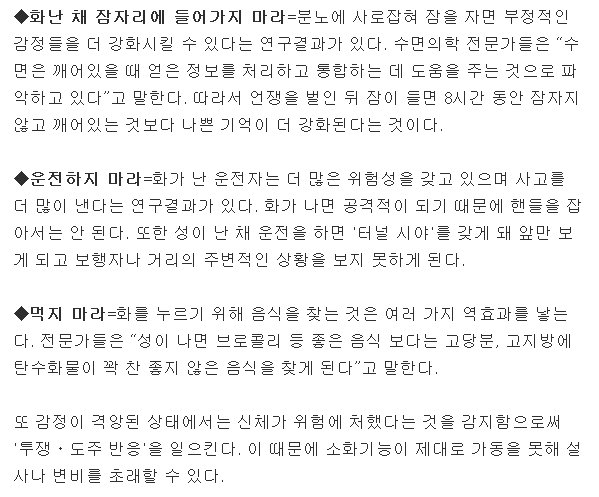 ◆화난 채 잠자리에 들어가지 마라=분노에 사로잡혀 잠을 자면 부정적인
감정들을 더 강화시킬 수 있다는 연구결과가 있다. 수면의학 전문가들은 “수
면은 깨어있을 때 얻은 정보를 처리하고 통합하는 데 도움을 주는 것으로 파
악하고 있다”고 말한다. 따라서 언쟁을 벌인 뒤 잠이 들면 8시간 동안 잠자지
않고 깨어있는 것보다 나쁜 기억이 더 강화된다는 것이다.
◆운전하지 마라=화가 난 운전자는 더 많은 위험성을 갖고 있으며 사고를
더 많이 낸다는 연구결과가 있다. 화가 나면 공격적이 되기 때문에 핸들을 잡
아서는 안 된다. 또한 성이 난 채 운전을 하면 '터널 시야'를 갖게 돼 앞만 보
게 되고 보행자나 거리의 주변적인 상황을 보지 못하게 된다.
◆먹지 마라=화를 누르기 위해 음식을 찾는 것은 여러 가지 역효과를 낳는
다. 전문가들은 “성이 나면 브로콜리 등 좋은 음식 보다는 고당분, 고지방에
탄수화물이 꽉 찬 좋지 않은 음식을 찾게 된다”고 말한다.
또 감정이 격앙된 상태에서는 신체가 위험에 처했다는 것을 감지함으로써
'투쟁·도주 반응'을 일으킨다. 이 때문에 소화기능이 제대로 가동을 못해 설
사나 변비를 초래할 수 있다.